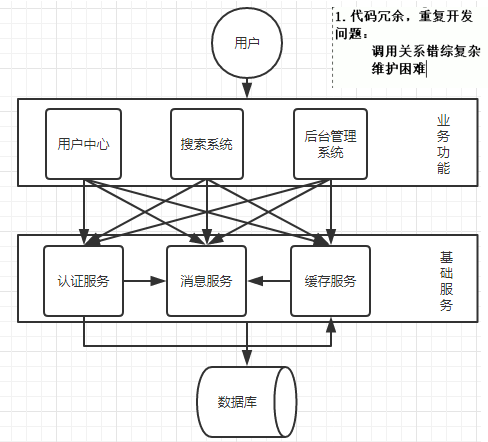 1.代码冗余，重复开发
问题：
调用关系错综复杂
维护困难
用户
用户中心
搜索系统
后台管理
系统
业
务
功
能
认证服务
消息服务
缓存服务
基
础
服
务
数据库